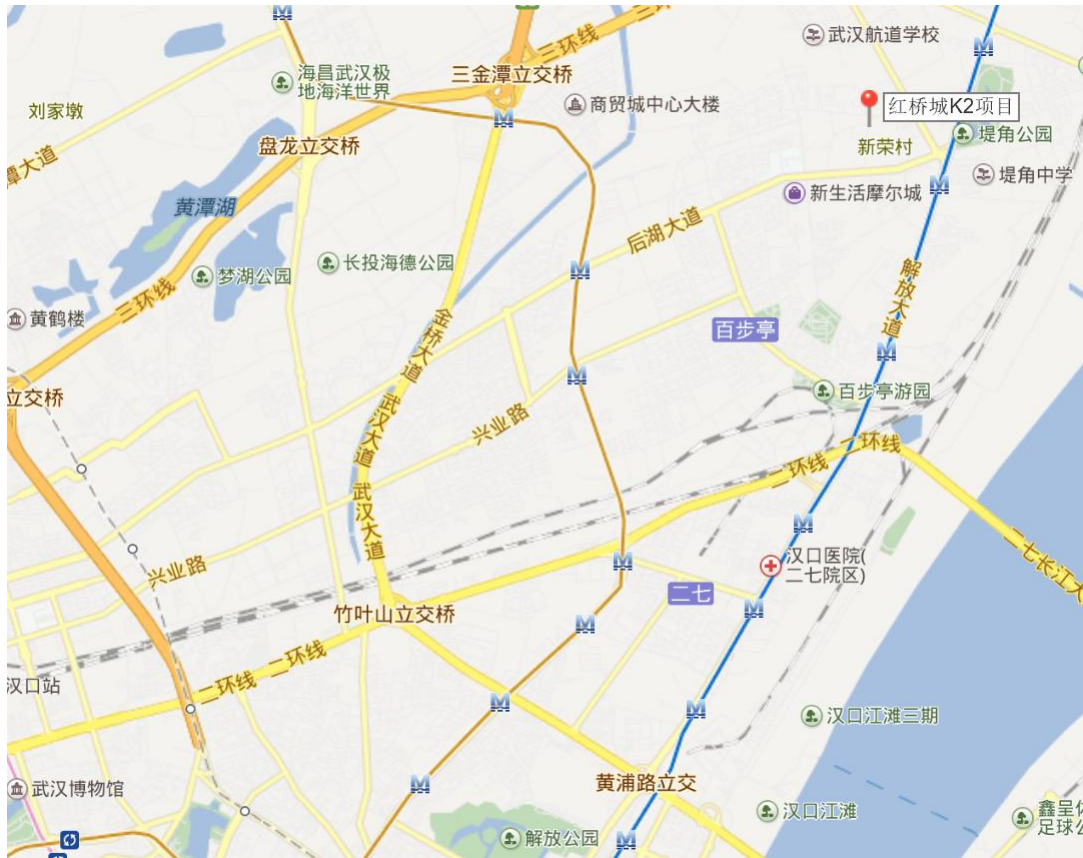 三环线
武汉航道学校
三金潭立交桥
海昌武汉极
地海洋世界
商贸城中心大楼
红桥城K2项目
刘家墩
盘龙立交桥
新荣村
堤角公园
潭大道
堤角中学
新生活摩尔城
黄潭湖
后湖大道
长投海德公园
梦湖公园
解放大道
三环线
黄鹤楼
金桥大道
百步亭
立交桥
百步亭游园
武汉大道
兴业路
二环线
二环线
武汉大道
七长江大
汉口医院(
二七院区)
兴业路
二七
竹叶山立交桥
二环线
二环线
汉口站
汉口江滩三期
黄浦路立交
武汉博物馆
汉口江滩
鑫呈体
足球公
解放公园